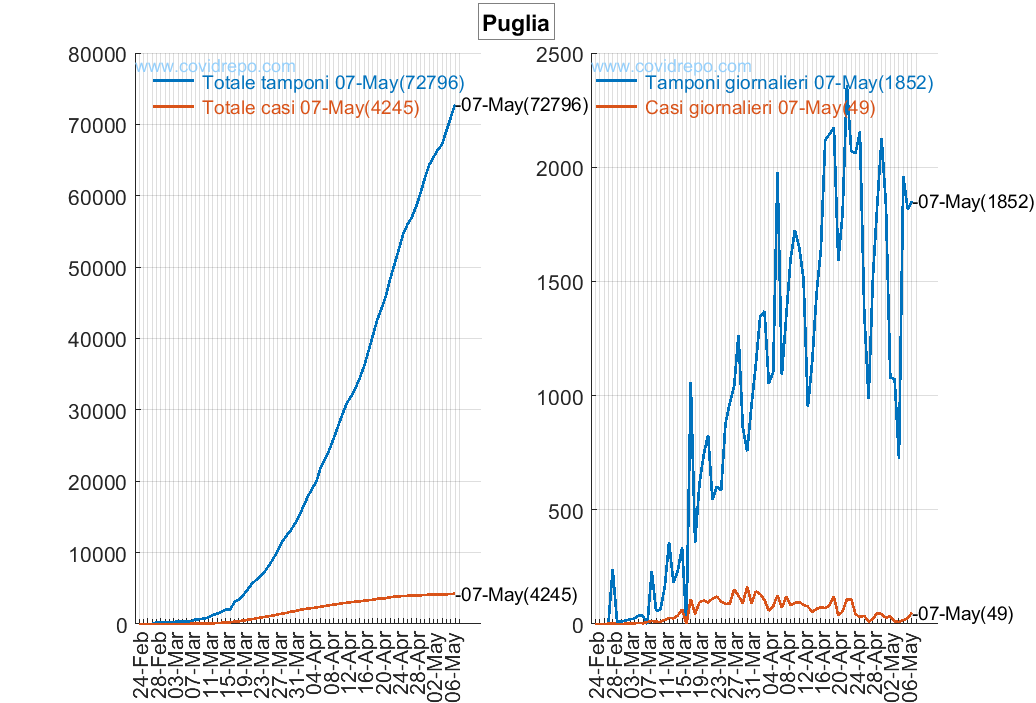 Puglia
www.covidrepo.com
Totale tamponi 07-May(72796)
Totale casi 07-May(4245)
80000
70000
60000
50000
40000
30000
20000
10000
0
-07-May(72796)
-07-May(4245)
24-Feb
28-Feb
03-Mar
07-Mar
11-Mar
15-Mar
19-Mar
23-Mar
27-Mar
31-Mar
04-Apr
08-Apr
12-Apr
16-Apr
20-Apr
24-Apr
28-Apr
02-May
06-May
www.covidrepo.com
Tamponi giornalieri 07-May(1852)
Casi giornalieri 07-May(49)
2500
2000
1500
1000
500
0
-07-May(1852)
-07-May(49)
24-Feb
28-Feb
03-Mar
07-Mar
11-Mar
15-Mar
19-Mar
23-Mar
27-Mar
31-Mar
04-Apr
08-Apr
12-Apr
16-Apr
20-Apr
24-Apr
28-Apr
02-May
06-May